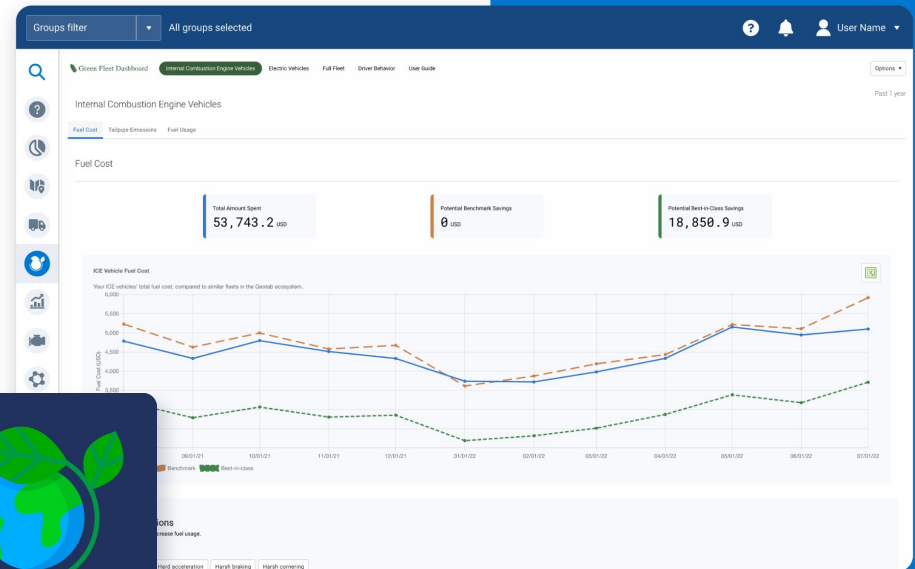 Groups filter
All groups selected
?
User Name
Green Fleet Dashboard
Internal Combustion Engine Vehicles
Electric Vehicles
Full Fleet
Driver Behavior
User Guide
Options
Past 1 year
?
Internal Combustion Engine Vehicles
Fuel Cost
Tailpipe Emissions
Fuel Usage
Fuel Cost
Total Amount Spent
53,743.2 USD
Potential Benchmark Savings
0 USD
Potential Best-in-Class Savings
18,850.9 USD
ICE Vehicle Fuel Cost
Your ICE vehicles' total fuel cost, compared to similar fleets in the Geotab ecosystem.
6,000
5,500
5,000
4,500
4,000
3,500
Fuel Cost (USD)
09/01/21
10/01/21
11/01/21
12/01/21
01/01/22
02/01/22
03/01/22
04/01/22
05/01/22
06/01/22
07/01/22
Benchmark
Best-in-class
ions
crease fuel usage.
Hard acceleration
Harsh braking
Harsh cornering